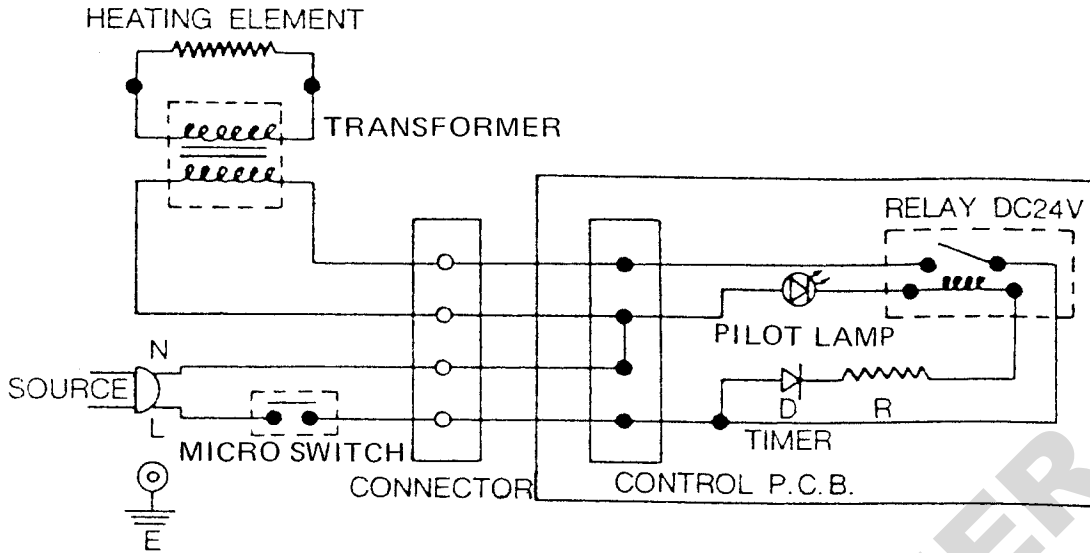 HEATING ELEMENT
TRANSFORMER
RELAY DC24V
PILOT LAMP
N
SOURCE
L
D
R
TIMER
MICRO SWITCH
CONNECTOR
CONTROL P.C.B.
E